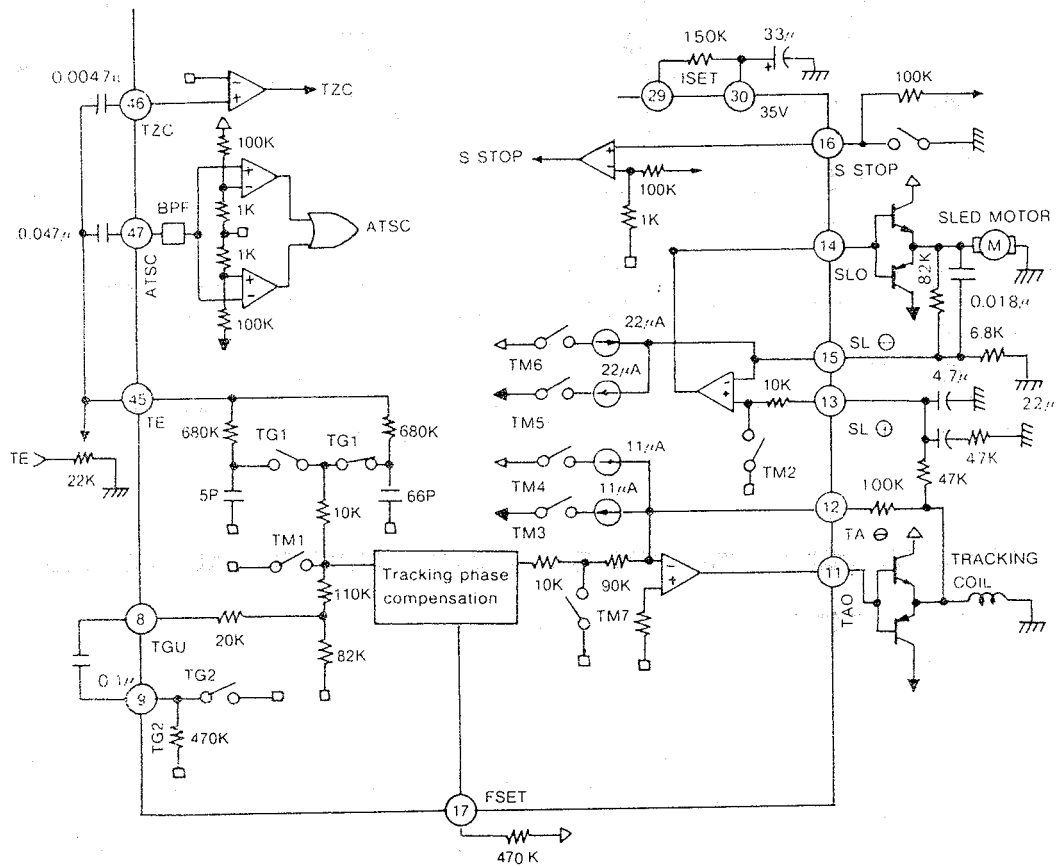 0.0047μ
46
TZC
TZC
100K
1K
1K
100K
BPF
0.047μ
47
ATSC
ATSC
150K
33μ
ISET
29
30
35V
100K
16
S STOP
S STOP
100K
1K
14
SLO
SLED MOTOR
M
82K
0.018μ
6.8K
22μA
TM6
22μA
TM5
15
SL ⊖
10K
13
SL ⊕
4.7μ
22μ
47K
47K
TM2
11μA
TM4
11μA
TM3
12
TA ⊖
100K
45
TE
TE
22K
680K
TG1
TG1
680K
5P
66P
10K
TM1
110K
Tracking phase
compensation
10K
90K
TM7
11
TAO
TRACKING
COIL
8
TGU
20K
82K
0.1μ
9
TG2
TG2
470K
17
FSET
470K